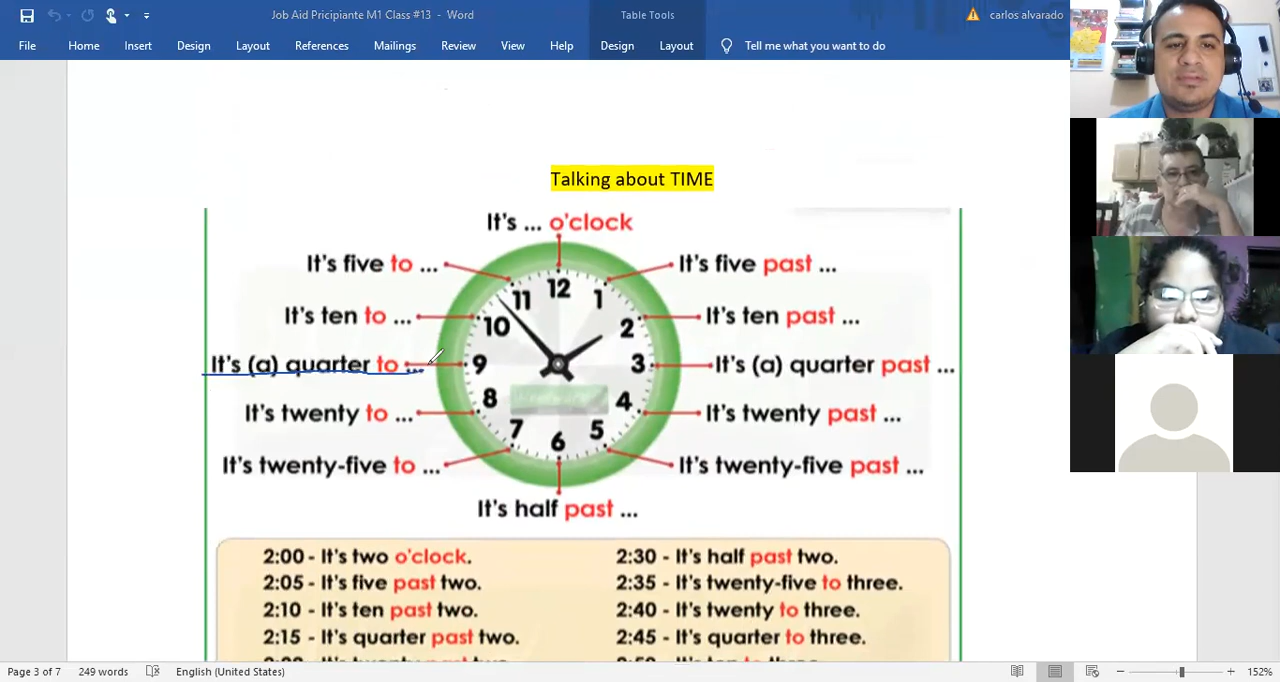 Job Aid Pricipiante M1 Class #13 - Word
Table Tools
carlos alvarado
File Home Insert Design Layout References Mailings Review View Help Design Layout Tell me what you want to do
Talking about TIME
It's ... o'clock
It's five to ...
It's five past ...
It's ten to ...
It's ten past ...
It's (a) quarter to ...
It's (a) quarter past ...
It's twenty to ...
It's twenty past ...
It's twenty-five to ...
It's twenty-five past ...
It's half past ...
12
1
2
3
4
5
6
7
8
9
10
11
2:00 - It's two o'clock.
2:30 - It's half past two.
2:05 - It's five past two.
2:35 - It's twenty-five to three.
2:10 - It's ten past two.
2:40 - It's twenty to three.
2:15 - It's quarter past two.
2:45 - It's quarter to three.
Page 3 of 7 249 words English (United States) 152%